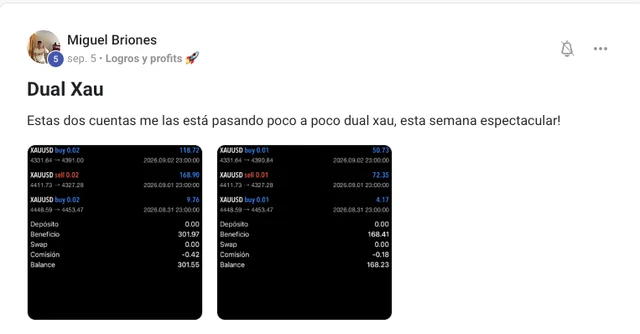 Miguel Briones
5
sep. 5 • Logros y profits 🚀
Dual Xau
Estas dos cuentas me las está pasando poco a poco dual xau, esta semana espectacular!
XAUUSD buy 0.02 118.72
4331.64 → 4391.00 2026.09.02 23:00:00
XAUUSD sell 0.02 168.90
4411.73 → 4327.28 2026.09.01 23:00:00
XAUUSD buy 0.02 9.76
4448.59 → 4453.47 2026.08.31 23:00:00
Depósito 0.00
Beneficio 301.97
Swap 0.00
Comisión -0.42
Balance 301.55
XAUUSD buy 0.01 50.73
4331.64 → 4390.84 2026.09.02 23:00:00
XAUUSD sell 0.01 72.35
4411.73 → 4327.28 2026.09.01 23:00:00
XAUUSD buy 0.01 4.17
4448.59 → 4453.47 2026.08.31 23:00:00
Depósito 0.00
Beneficio 168.41
Swap 0.00
Comisión -0.18
Balance 168.23